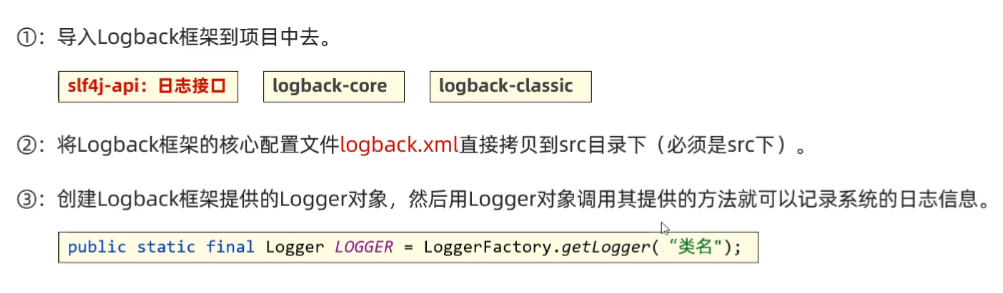 ①：导入Logback框架到项目中去。
slf4j-api：日志接口 logback-core logback-classic
②：将Logback框架的核心配置文件logback.xml直接拷贝到src目录下（必须是src下）。
③：创建Logback框架提供的Logger对象，然后用Logger对象调用其提供的方法就可以记录系统的日志信息。
public static final Logger LOGGER = LoggerFactory.getLogger( “类名");